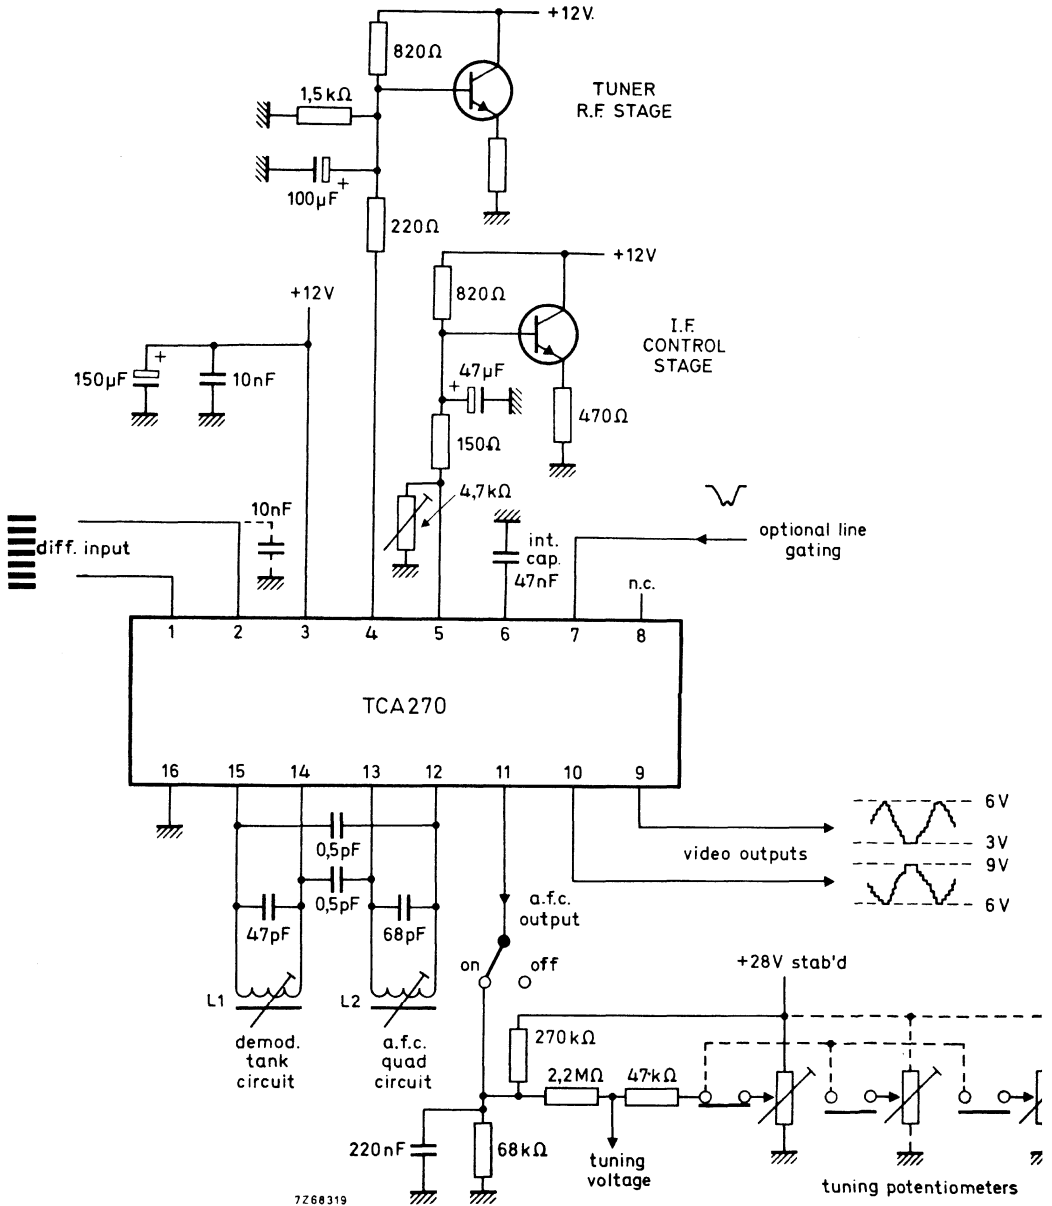 +12V.
820Ω
TUNER
R.F. STAGE
1,5kΩ
100µF
+
220Ω
+12V
820Ω
I.F.
CONTROL
STAGE
+12V
+
150µF
10nF
+
47µF
470Ω
150Ω
4,7kΩ
10nF
diff. input
int.
cap.
47nF
optional line
gating
n.c.
1
2
3
4
5
6
7
8
TCA270
16
15
14
13
12
11
10
9
0,5pF
0,5pF
47pF
68pF
video outputs
6V
3V
9V
6V
a.f.c.
output
on
off
+28V stab'd
L1
L2
demod.
tank
circuit
a.f.c.
quad
circuit
270kΩ
2,2MΩ
47kΩ
220nF
68kΩ
tuning
voltage
tuning potentiometers
7Z68319